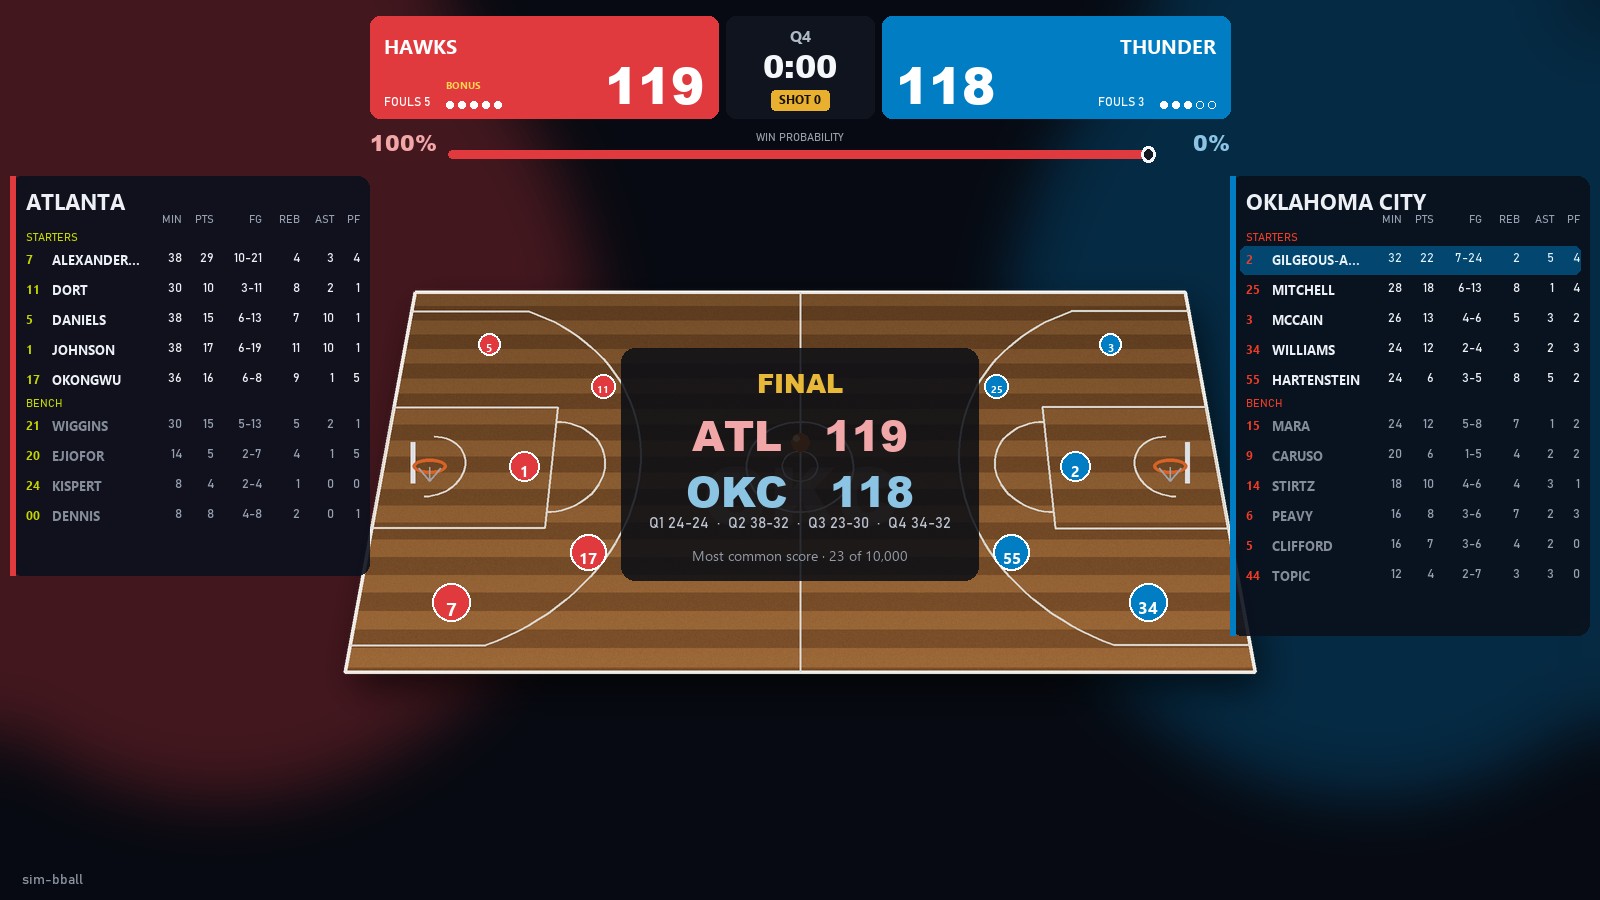 HAWKS
BONUS
FOULS 5
119
Q4
0:00
SHOT 0
THUNDER
118
FOULS 3
100%
WIN PROBABILITY
0%
ATLANTA
MIN PTS FG REB AST PF
STARTERS
7 ALEXANDER... 38 29 10-21 4 3 4
11 DORT 30 10 3-11 8 2 1
5 DANIELS 38 15 6-13 7 10 1
1 JOHNSON 38 17 6-19 11 10 1
17 OKONGWU 36 16 6-8 9 1 5
BENCH
21 WIGGINS 30 15 5-13 5 2 1
20 EJIOFOR 14 5 2-7 4 1 5
24 KISPERT 8 4 2-4 1 0 0
00 DENNIS 8 8 4-8 2 0 1
5
11
1
17
7
FINAL
ATL 119
OKC 118
Q1 24-24 · Q2 38-32 · Q3 23-30 · Q4 34-32
Most common score · 23 of 10,000
3
25
2
55
34
OKLAHOMA CITY
MIN PTS FG REB AST PF
STARTERS
2 GILGEOUS-A... 32 22 7-24 2 5 4
25 MITCHELL 28 18 6-13 8 1 4
3 MCCAIN 26 13 4-6 5 3 2
34 WILLIAMS 24 12 2-4 3 2 3
55 HARTENSTEIN 24 6 3-5 8 5 2
BENCH
15 MARA 24 12 5-8 7 1 2
9 CARUSO 20 6 1-5 4 2 2
14 STIRTZ 18 10 4-6 4 3 1
6 PEAVY 16 8 3-6 7 2 3
5 CLIFFORD 16 7 3-6 4 2 0
44 TOPIC 12 4 2-7 3 3 0
sim-bball